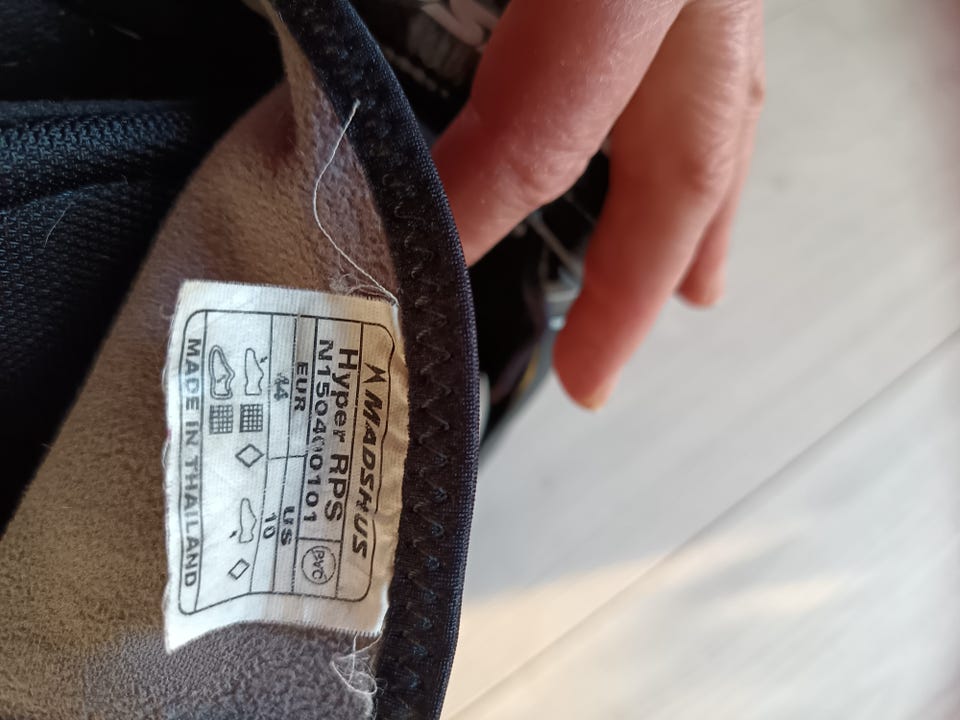 MADSHUS
Hyper RPS
N150400101
PVC
EUR US
44 10
MADE IN THAILAND